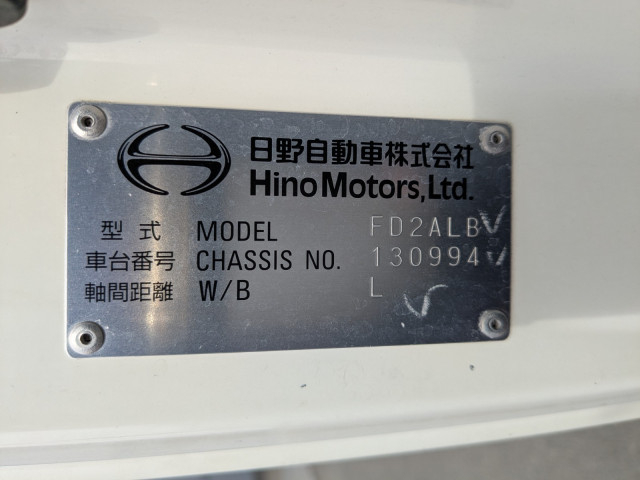 日野自動車株式会社
Hino Motors, Ltd.
型式 MODEL FD2ALB
車台番号 CHASSIS NO. 130994
軸間距離 W/B L